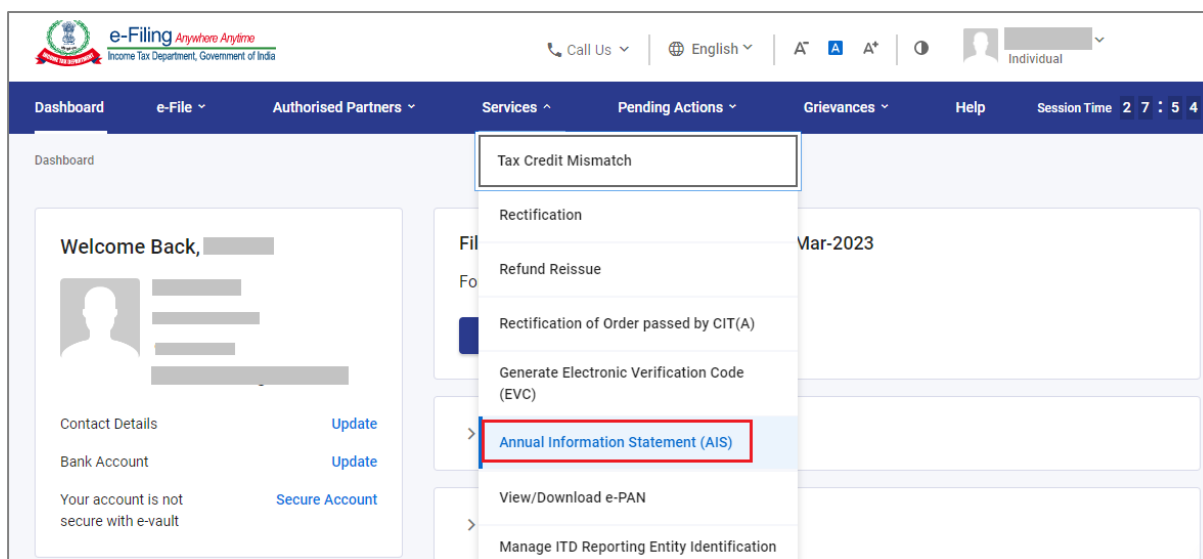 e-Filing Anywhere Anytime
Income Tax Department, Government of India
Call Us
English
A- A A+
Individual
Dashboard e-File Authorised Partners Services Pending Actions Grievances Help Session Time 2 7 : 5 4
Dashboard
Tax Credit Mismatch
Rectification
Refund Reissue
Rectification of Order passed by CIT(A)
Generate Electronic Verification Code
(EVC)
Annual Information Statement (AIS)
View/Download e-PAN
Manage ITD Reporting Entity Identification
Welcome Back,
Contact Details Update
Bank Account Update
Your account is not Secure Account
secure with e-vault
Fil
Mar-2023
Fo